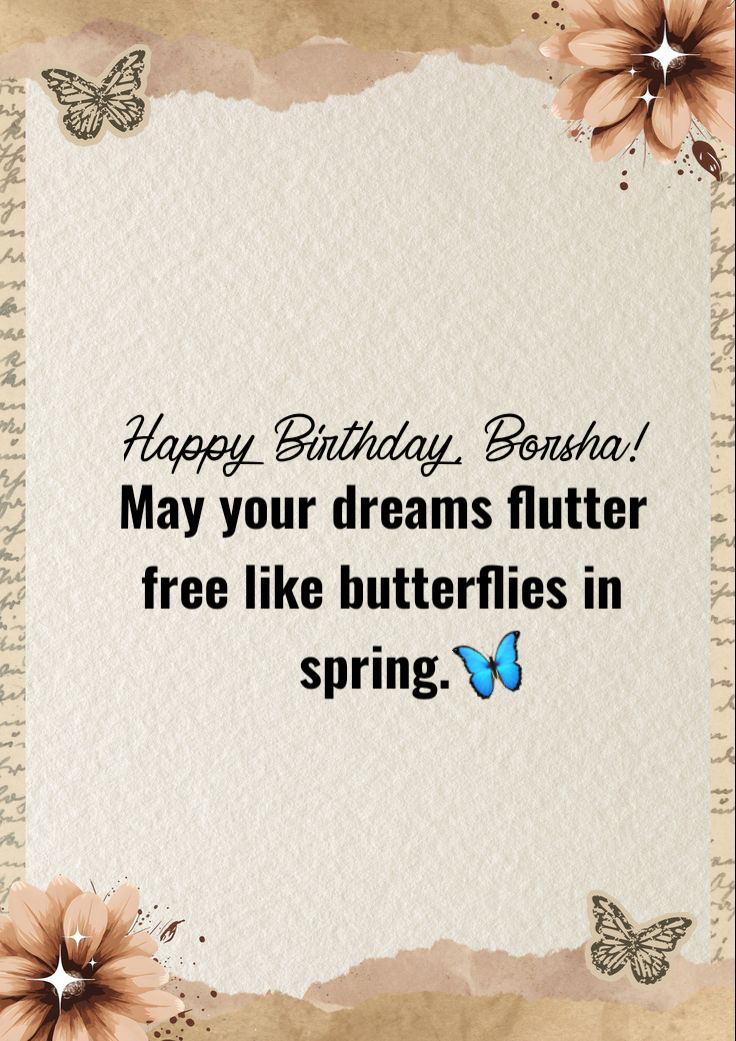 Happy Birthday, Borsha!
May your dreams flutter
free like butterflies in
spring.🦋